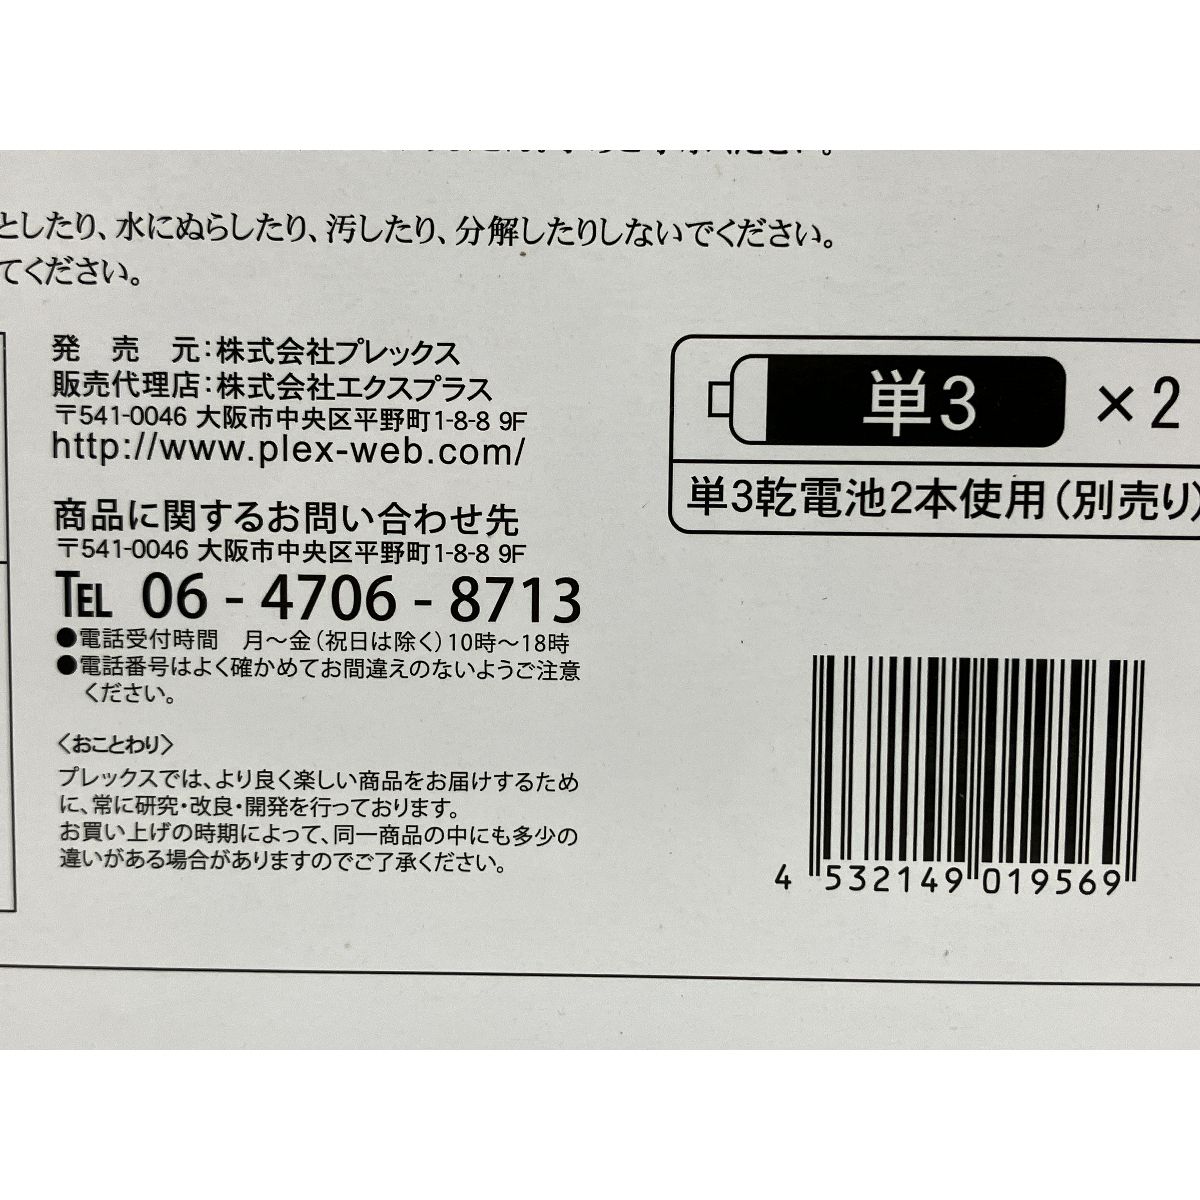 ください。
としたり、水にぬらしたり、汚したり、分解したりしないでください。
てください。
発 売 元:株式会社プレックス
販売代理店:株式会社エクスプラス
〒541-0046 大阪市中央区平野町1-8-8 9F
http://www.plex-web.com/
商品に関するお問い合わせ先
〒541-0046 大阪市中央区平野町1-8-8 9F
TEL 06-4706-8713
●電話受付時間 月～金(祝日は除く)10時～18時
●電話番号はよく確かめてお間違えのないようご注意
ください。
〈おことわり〉
プレックスでは、より良く楽しい商品をお届けするため
に、常に研究・改良・開発を行っております。
お買い上げの時期によって、同一商品の中にも多少の
違いがある場合がありますのでご了承ください。
単3 ×2
単3乾電池2本使用(別売り)
4 532149 019569